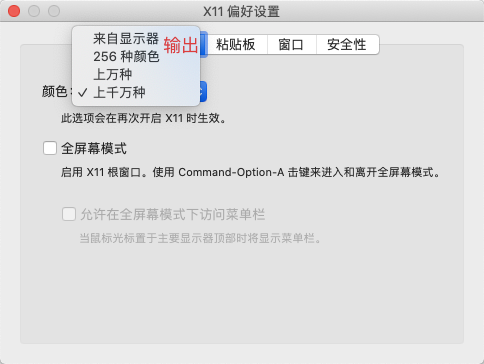 X11 偏好设置
输出
粘贴板
窗口
安全性
来自显示器
256 种颜色
上万种
✓ 上千万种
颜色:
此选项会在再次开启 X11 时生效。
全屏幕模式
启用 X11 根窗口。使用 Command-Option-A 击键来进入和离开全屏幕模式。
允许在全屏幕模式下访问菜单栏
当鼠标光标置于主要显示器顶部时将显示菜单栏。